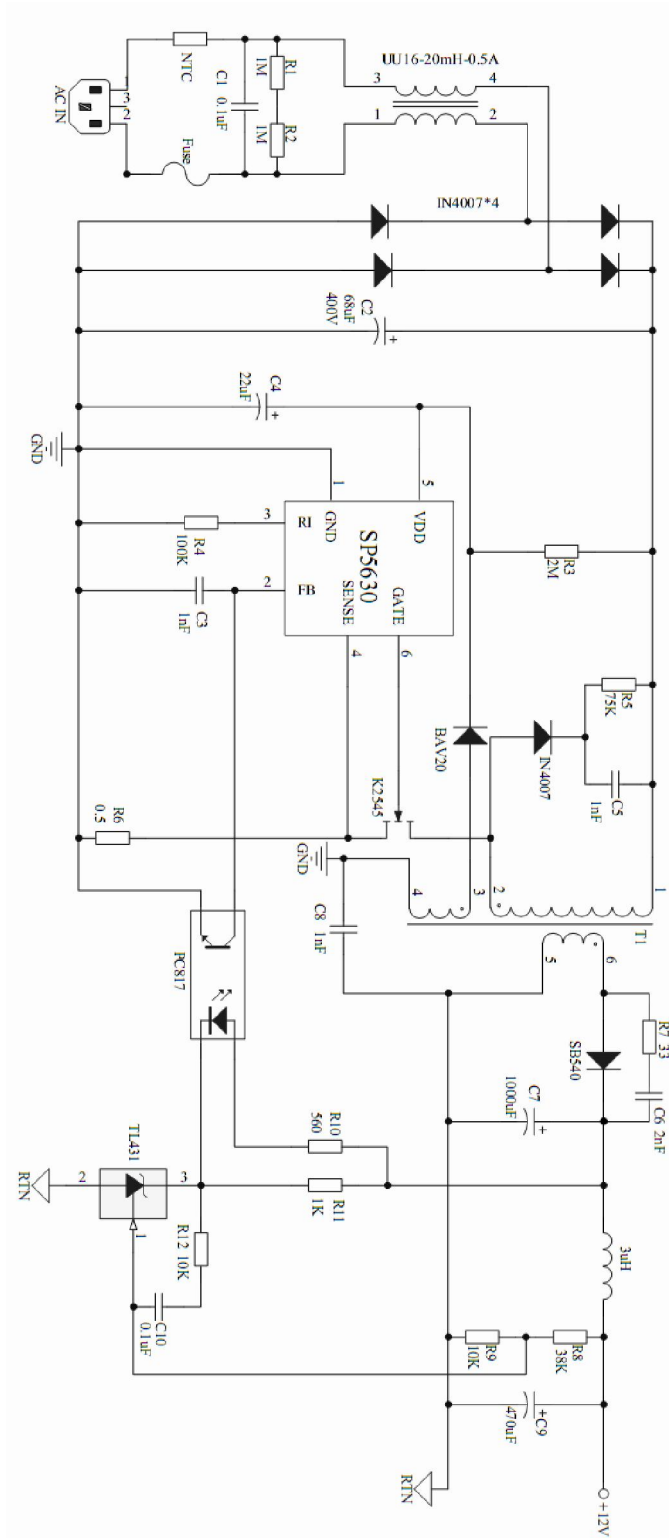 AC IN
1
3
2
NTC
Fuse
C1 0.1uF
R1
1M
R2
1M
UU16-20mH-0.5A
3
4
1
2
IN4007*4
C2
68uF
400V
C4
22uF
GND
1
GND
5
VDD
SP5630
3
RI
2
FB
SENSE
4
GATE
6
R4
100K
C3
1nF
R3
2M
R5
75K
C5
1nF
IN4007
BAV20
K2545
R6
0.5
GND
4
3
2
1
T1
C8 1nF
5
6
PC817
R7 33
C6 2nF
SB540
C7
1000uF
R10
560
R11
1K
TL431
2
3
1
RTN
R12 10K
C10
0.1uF
3uH
R9
10K
R8
38K
C9
470uF
RTN
+12V